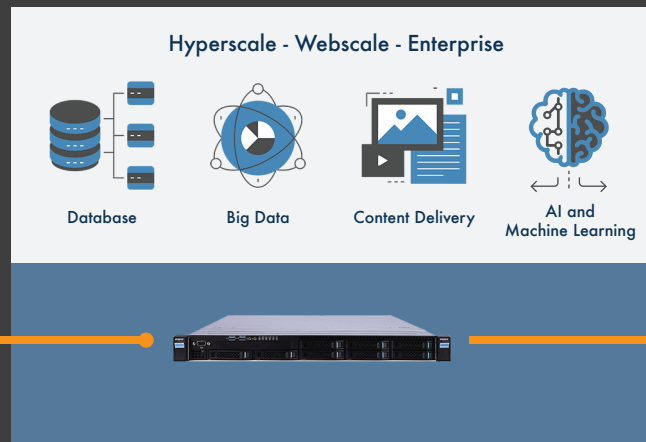 Hyperscale - Webscale - Enterprise
Database
Big Data
Content Delivery
AI and
Machine Learning